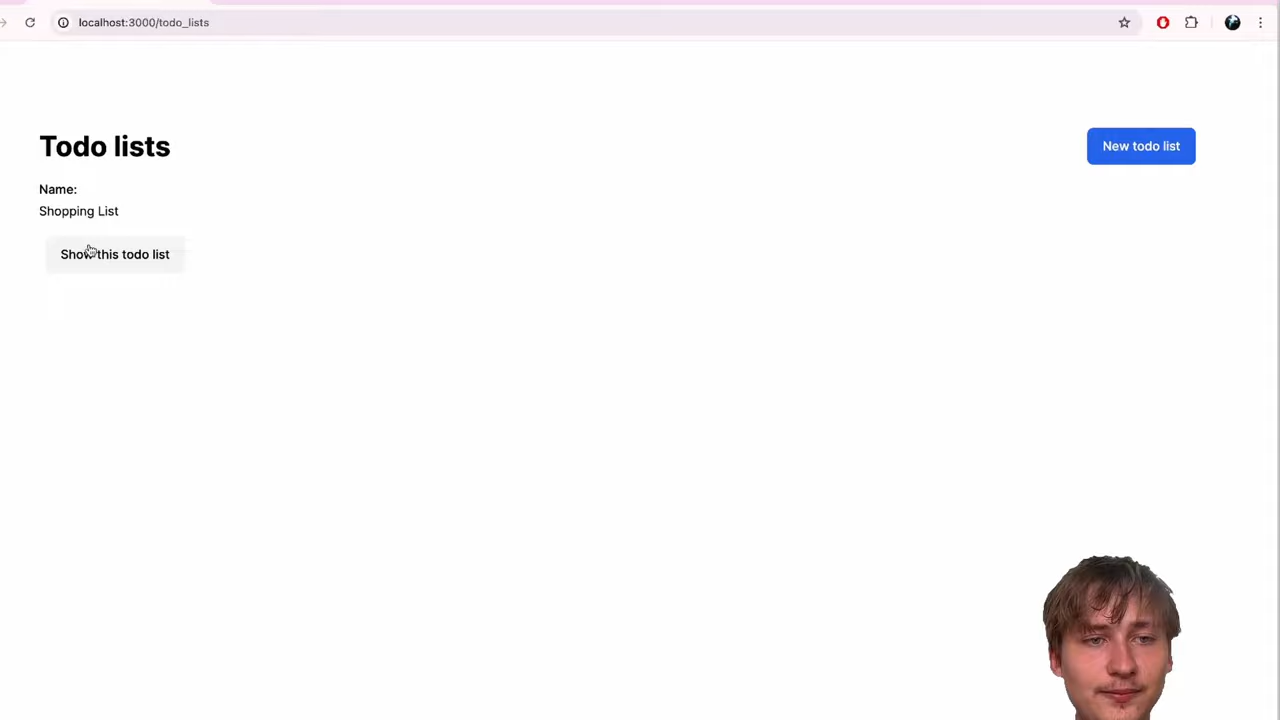 localhost:3000/todo_lists
Todo lists
New todo list
Name:
Shopping List
Show this todo list